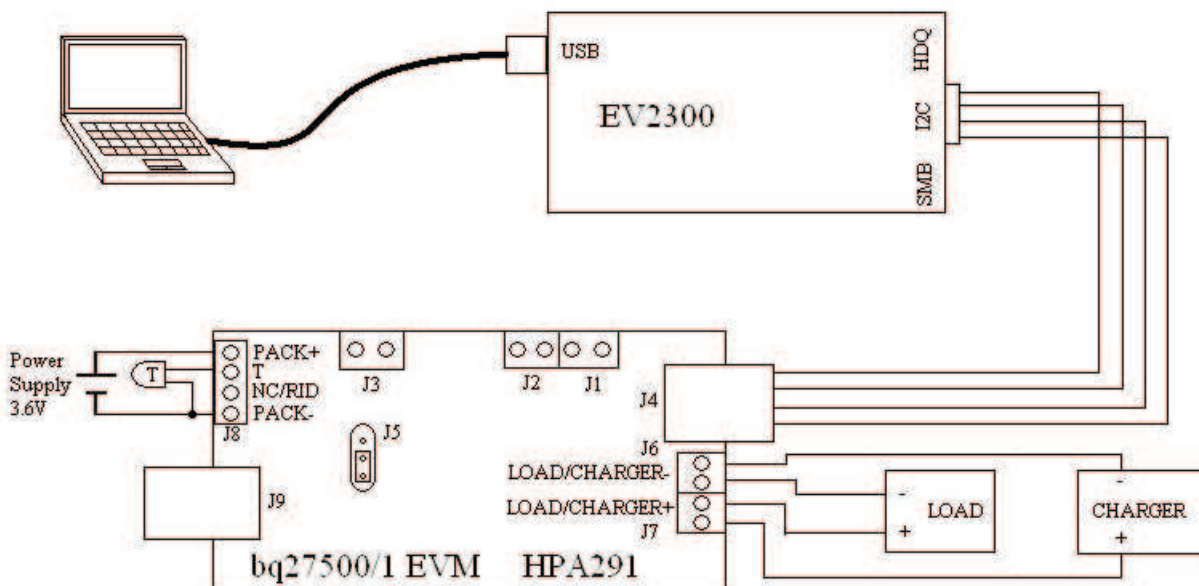 USB
HDQ
EV2300
I2C
SMB
Power
Supply
3.6V
T
PACK+
T
NC/RID
PACK-
J8
J3
J2
J1
J5
J4
J6
J9
LOAD/CHARGER-
LOAD/CHARGER+
J7
-
LOAD
+
-
CHARGER
+
bq27500/1 EVM HPA291